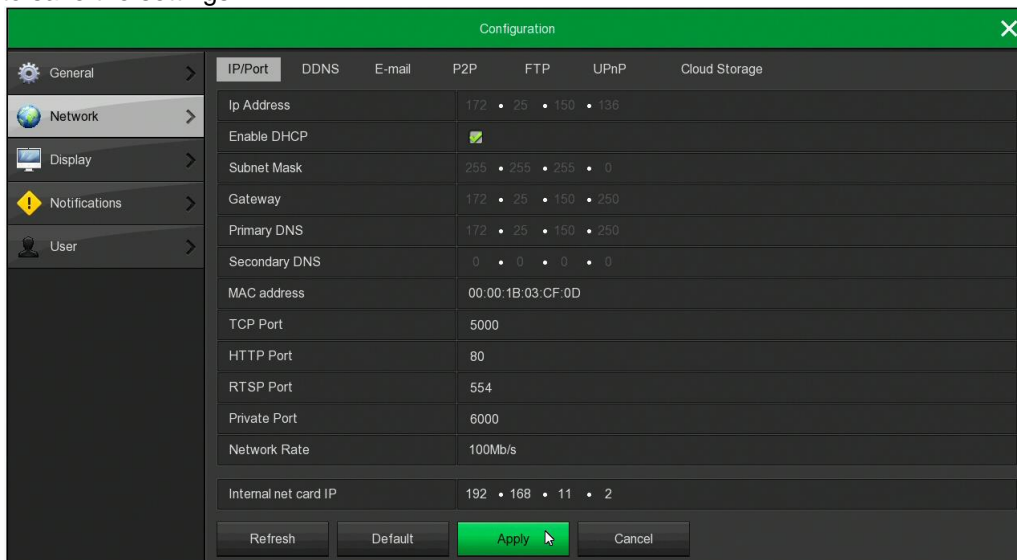 to save the settings
Configuration
General
Network
Display
Notifications
User
IP/Port DDNS E-mail P2P FTP UPnP Cloud Storage
Ip Address 172 • 25 • 150 • 136
Enable DHCP
Subnet Mask 255 • 255 • 255 • 0
Gateway 172 • 25 • 150 • 250
Primary DNS 172 • 25 • 150 • 250
Secondary DNS 0 • 0 • 0 • 0
MAC address 00:00:1B:03:CF:0D
TCP Port 5000
HTTP Port 80
RTSP Port 554
Private Port 6000
Network Rate 100Mb/s
Internal net card IP 192 • 168 • 11 • 2
Refresh Default Apply Cancel